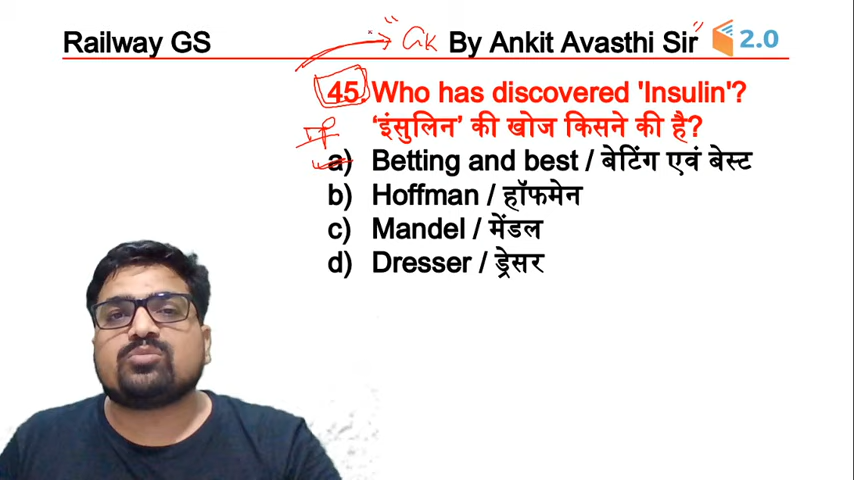 Railway GS " GK By Ankit Avasthi Sir " 2.0
45. Who has discovered 'Insulin'?
‘इंसुलिन’ की खोज किसने की है?
a) Betting and best / बेटिंग एवं बेस्ट
b) Hoffman / हॉफमेन
c) Mandel / मेंडल
d) Dresser / ड्रेसर